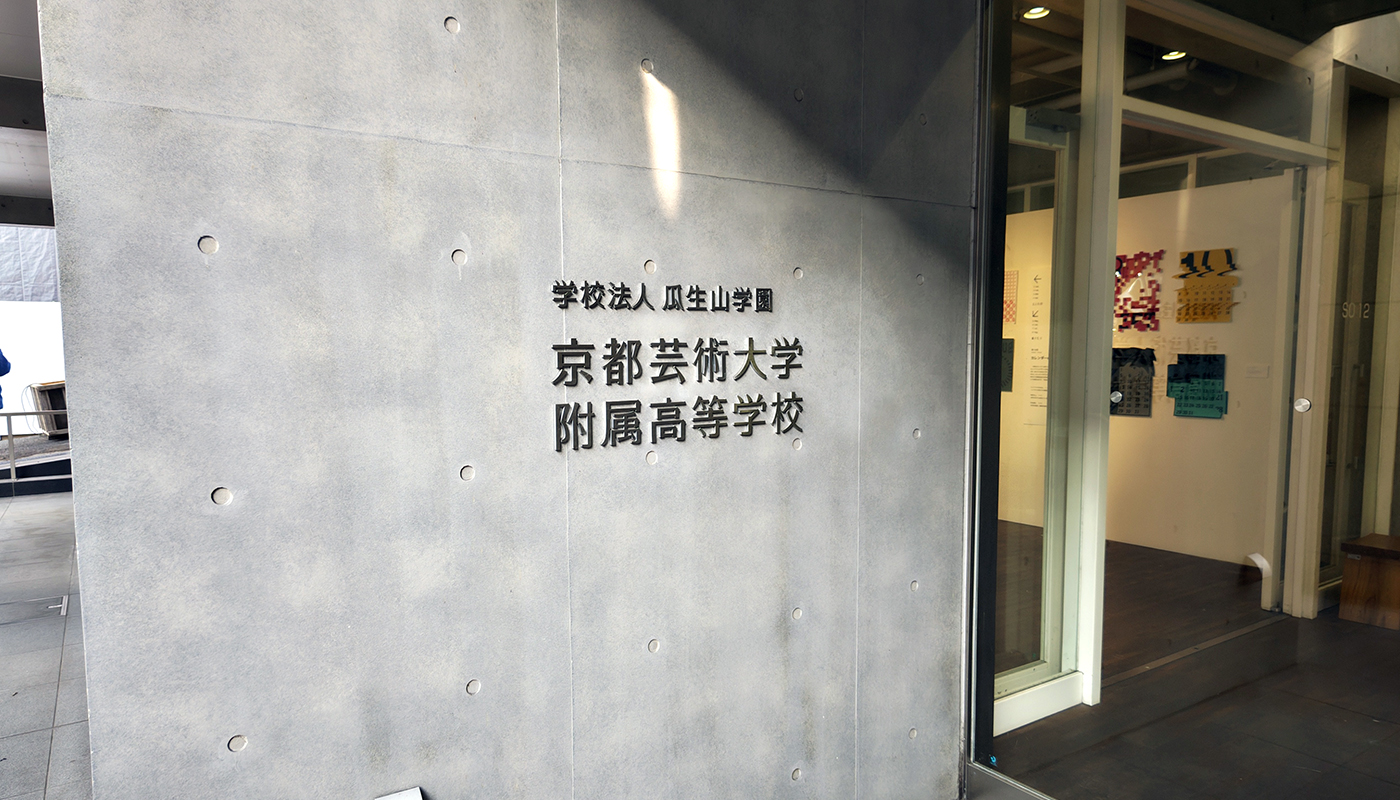 学校法人 瓜生山学園
京都芸術大学
附属高等学校